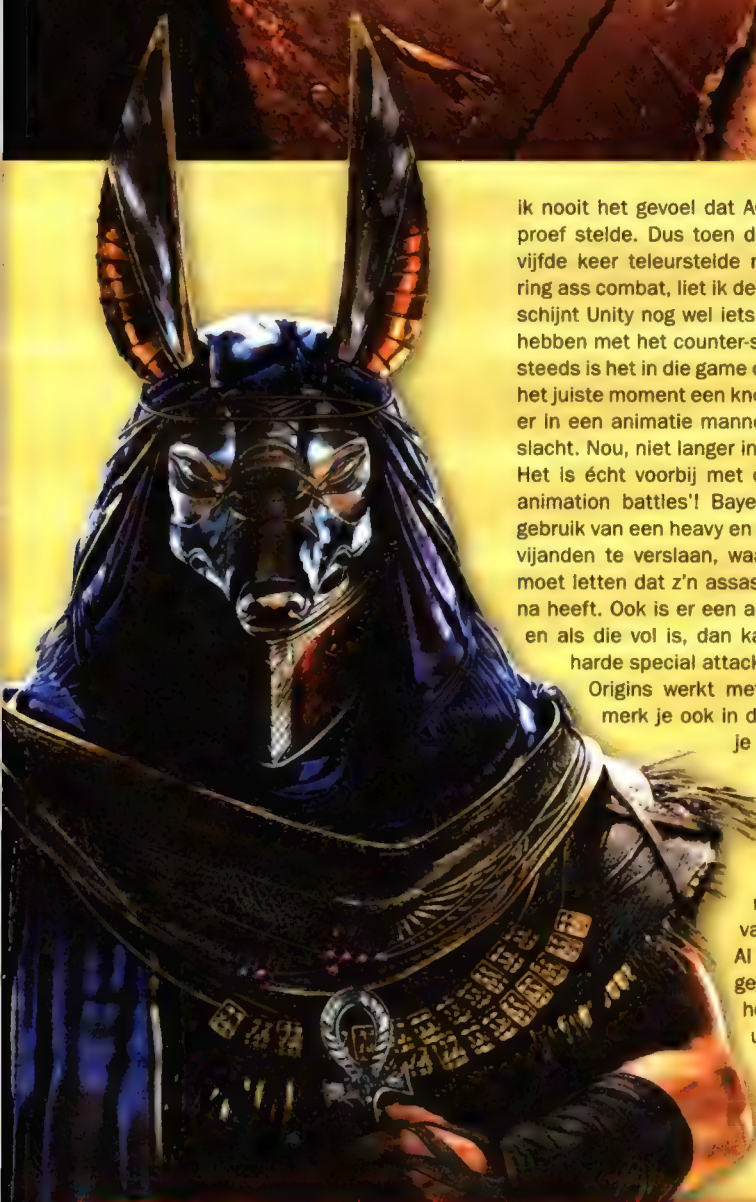 ik nooit het gevoel dat A
proef stelde. Dus toen d
vijfde keer teleurstelde
ring ass combat, liet ik de
schijnt Unity nog wel iets
hebben met het counter-s
steeds is het in die game
het juiste moment een kn
er in een animatie mann
slacht. Nou, niet langer in
Het is écht voorbij met
animation battles'! Baye
gebruik van een heavy en
vijanden te verslaan, waa
moet letten dat z'n assas
na heeft. Ook is er een a
en als die vol is, dan ka
harde special attack
Origins werkt me
merk je ook in d
je
va
Al
ge
he
u